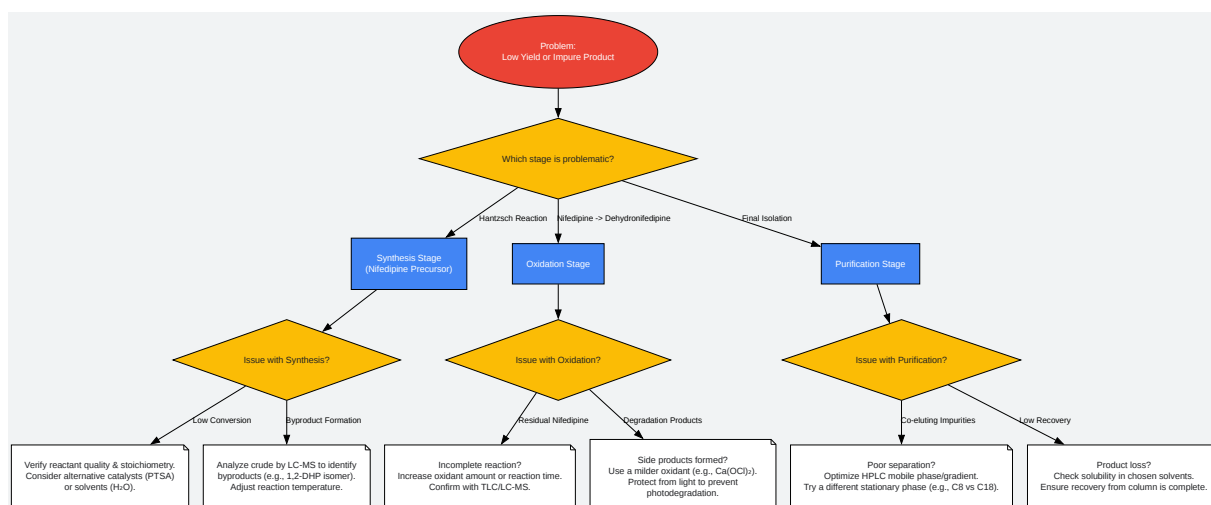 Problem:
Low Yield or Impure Product
Which stage is problematic?
Hantzsch Reaction
Nifedipine -> Dehydronifedipine
Final Isolation
Synthesis Stage
(Nifedipine Precursor)
Oxidation Stage
Purification Stage
Issue with Synthesis?
Issue with Oxidation?
Issue with Purification?
Low Conversion
Byproduct Formation
Residual Nifedipine
Degradation Products
Co-eluting Impurities
Low Recovery
Verify reactant quality & stoichiometry.
Consider alternative catalysts (PTSA)
or solvents (H₂O).
Analyze crude by LC-MS to identify
byproducts (e.g., 1,2-DHP isomer).
Adjust reaction temperature.
Incomplete reaction?
Increase oxidant amount or reaction time.
Confirm with TLC/LC-MS.
Side products formed?
Use a milder oxidant (e.g., Ca(OCl)₂).
Protect from light to prevent
photodegradation.
Poor separation?
Optimize HPLC mobile phase/gradient.
Try a different stationary phase (e.g., C8 vs C18).
Product loss?
Check solubility in chosen solvents.
Ensure recovery from column is complete.